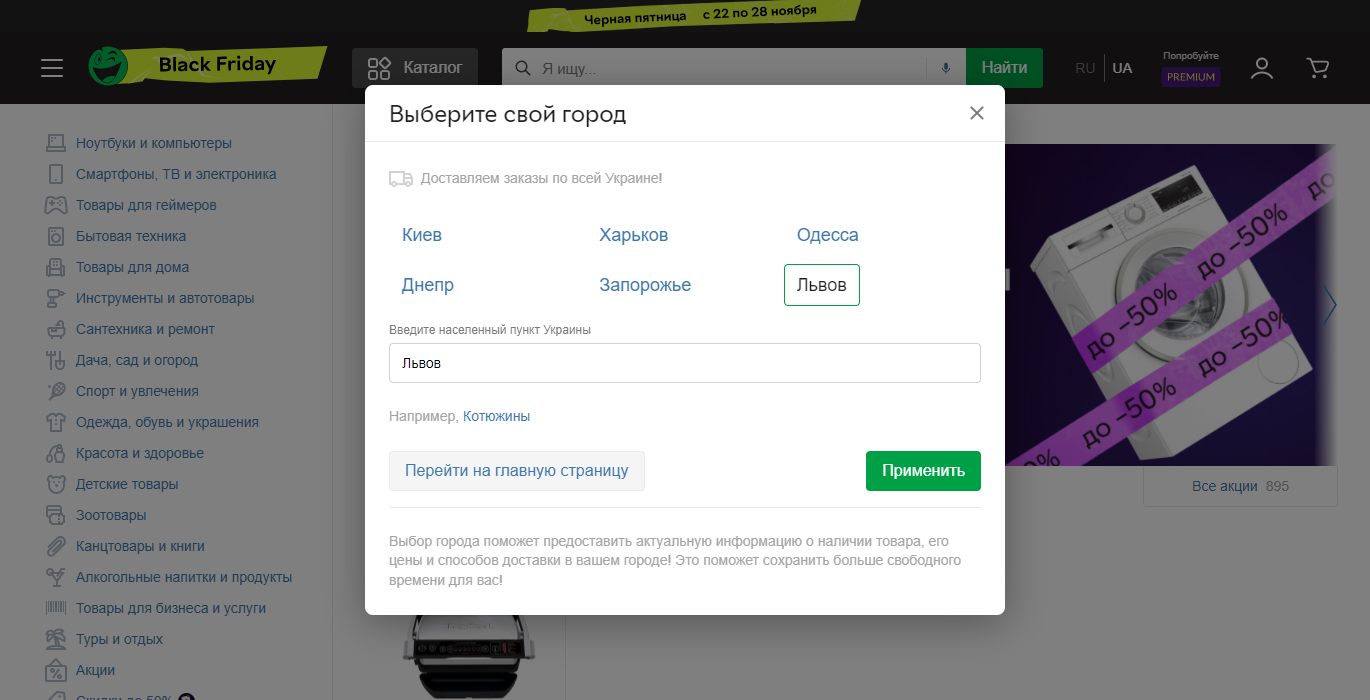 Черная пятница с 22 по 28 ноября
Black Friday
Каталог
Я ищу...
Найти
RU UA
Попробуйте
PREMIUM
Выберите свой город
Доставляем заказы по всей Украине!
Киев Харьков Одесса
Днепр Запорожье Львов
Введите населенный пункт Украины
Львов
Например, Котюжины
Перейти на главную страницу
Применить
Выбор города поможет предоставить актуальную информацию о наличии товара, его
цены и способов доставки в вашем городе! Это поможет сохранить больше свободного
времени для вас!
Ноутбуки и компьютеры
Смартфоны, ТВ и электроника
Товары для геймеров
Бытовая техника
Товары для дома
Инструменты и автотовары
Сантехника и ремонт
Дача, сад и огород
Спорт и увлечения
Одежда, обувь и украшения
Красота и здоровье
Детские товары
Зоотовары
Канцтовары и книги
Алкогольные напитки и продукты
Товары для бизнеса и услуги
Туры и отдых
Акции
Скидки до 50%
до -50% до
до -50% до -50%
до -50%
Все акции 895